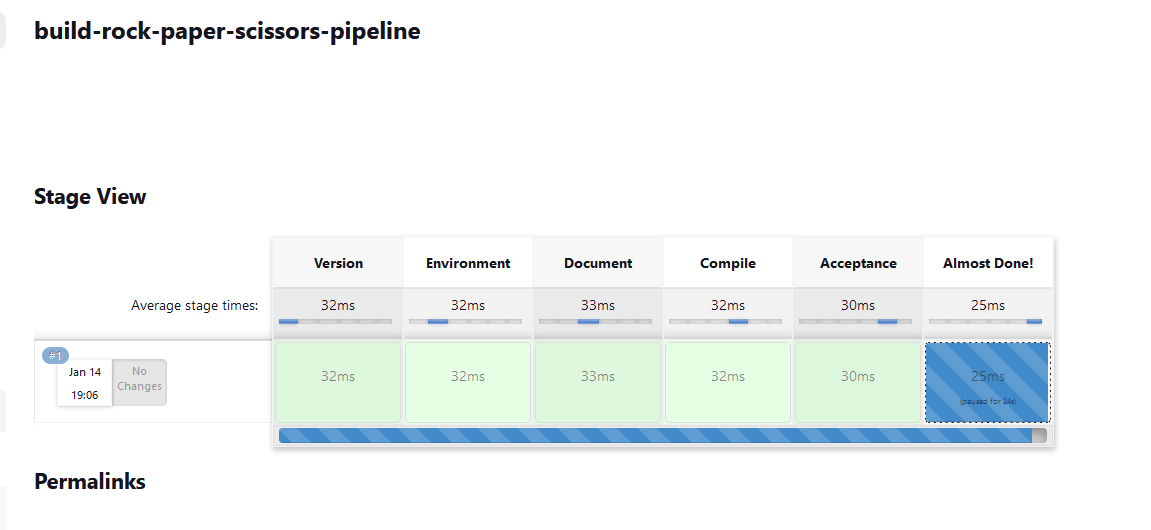 build-rock-paper-scissors-pipeline
Stage View
Version Environment Document Compile Acceptance Almost Done!
Average stage times: 32ms 32ms 33ms 32ms 30ms 25ms
#1
Jan 14
19:06
No
Changes
32ms 32ms 33ms 32ms 30ms 25ms
(paused for 24s)
Permalinks